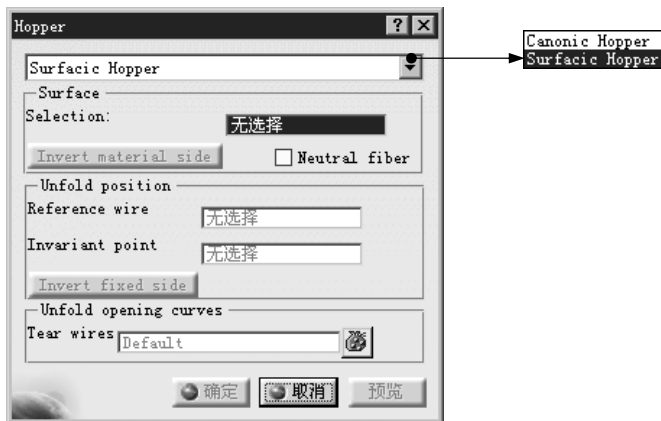 Hopper
Surfacic Hopper
Canonic Hopper
Surfacic Hopper
Surface
Selection:
无选择
Invert material side
Neutral fiber
Unfold position
Reference wire
无选择
Invariant point
无选择
Invert fixed side
Unfold opening curves
Tear wires
Default
确定
取消
预览